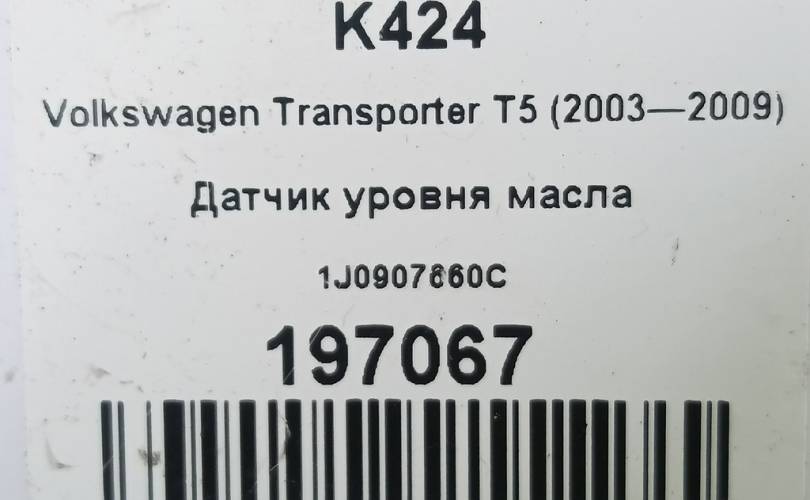 K424
Volkswagen Transporter T5 (2003—2009)
Датчик уровня масла
1J0907660C
197067